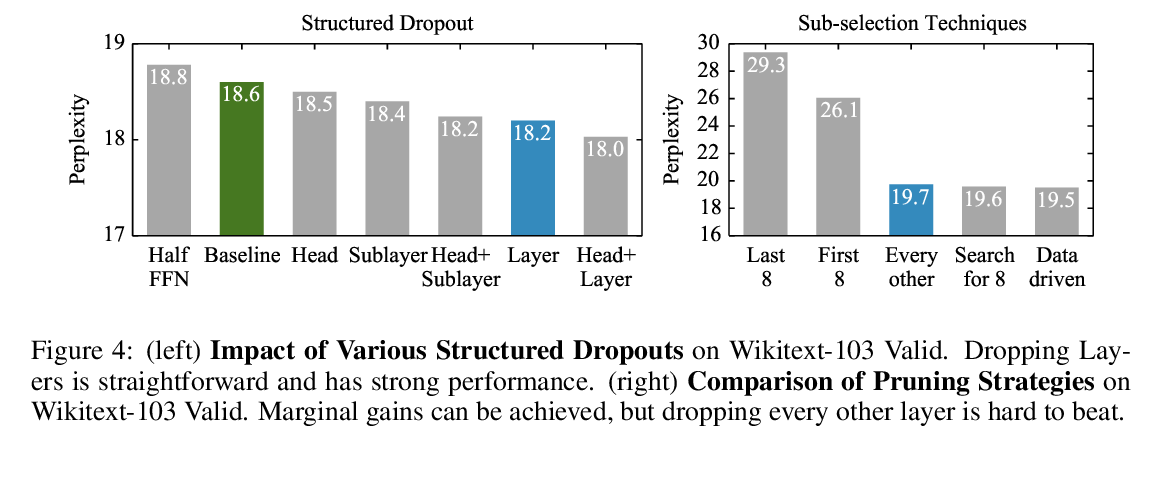 Structured Dropout
19
18
17
Perplexity
18.8
18.6
18.5
18.4
18.2
18.2
18.0
Half FFN
Baseline
Head
Sublayer
Head+ Sublayer
Layer
Head+ Layer
Sub-selection Techniques
30
28
26
24
22
20
18
16
Perplexity
29.3
26.1
19.7
19.6
19.5
Last 8
First 8
Every other
Search for 8
Data driven
Figure 4: (left) Impact of Various Structured Dropouts on Wikitext-103 Valid. Dropping Lay-
ers is straightforward and has strong performance. (right) Comparison of Pruning Strategies on
Wikitext-103 Valid. Marginal gains can be achieved, but dropping every other layer is hard to beat.